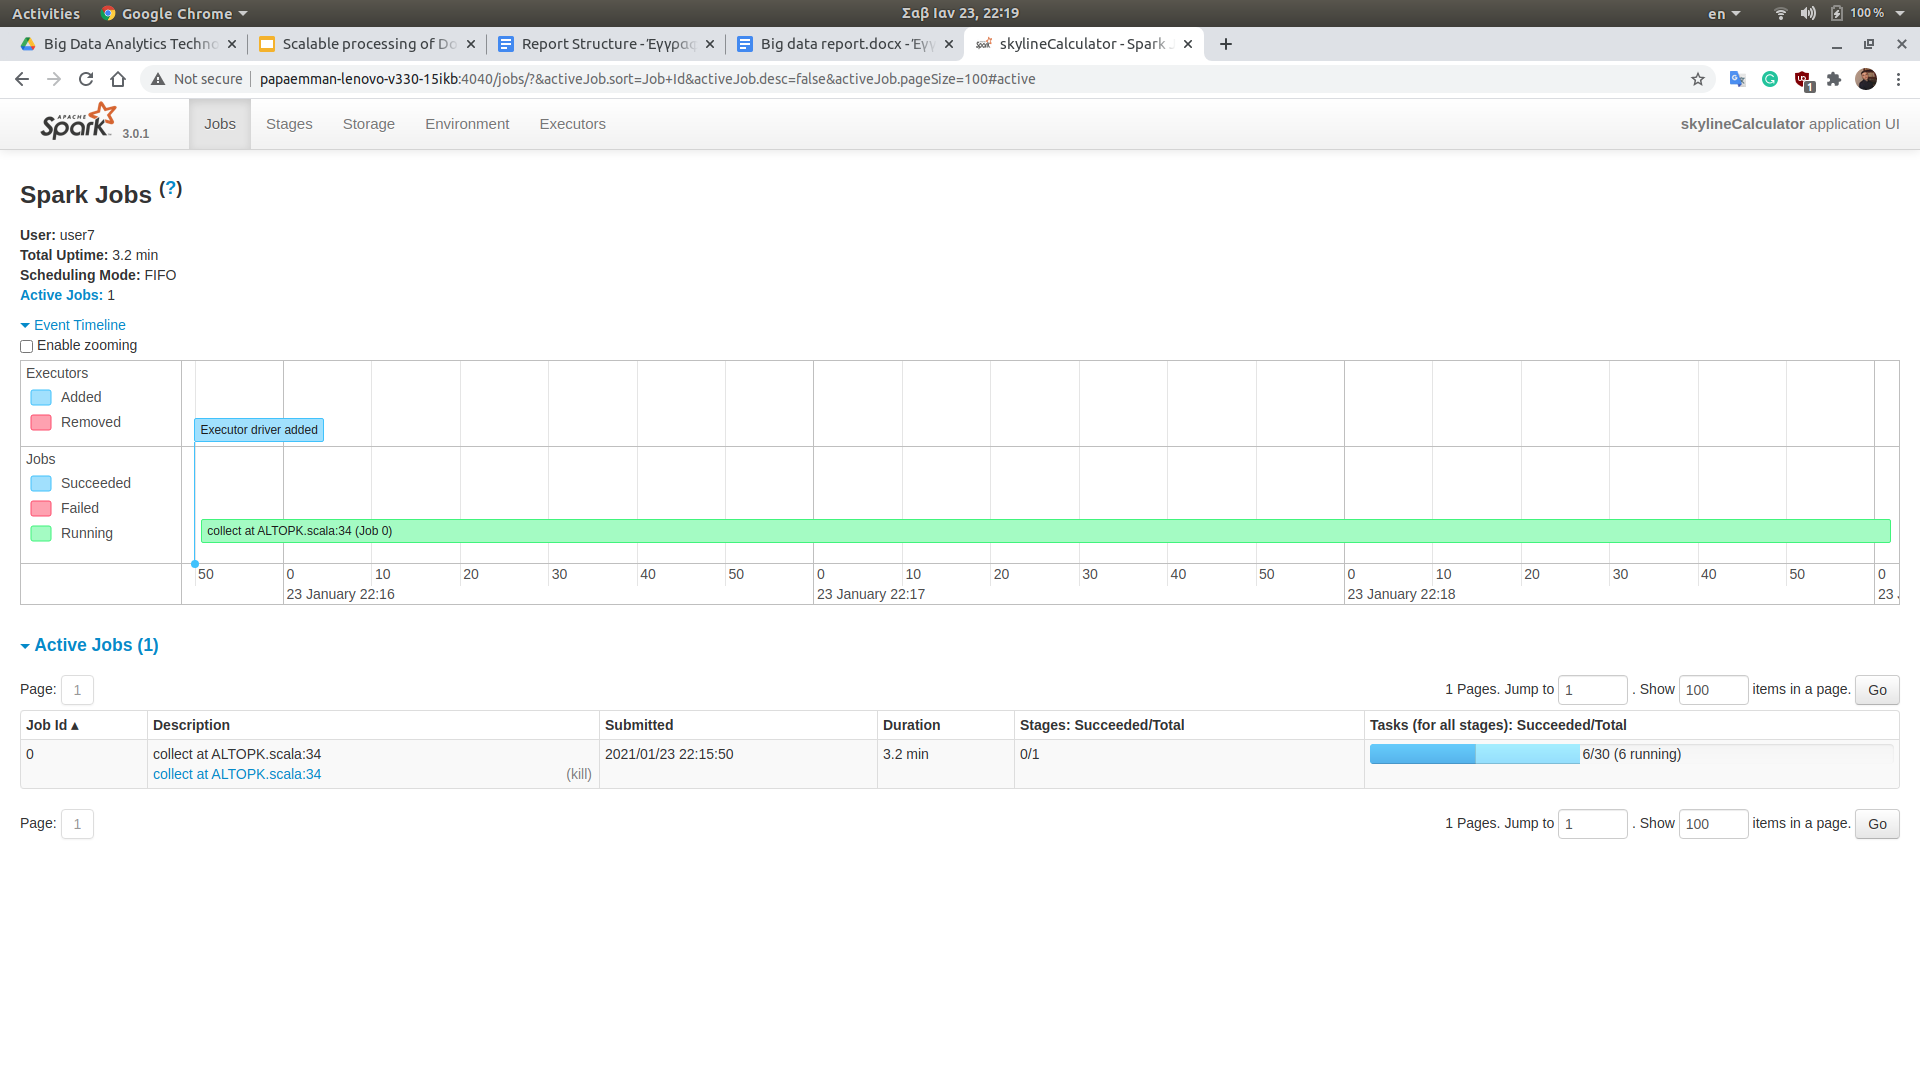 Activities Google Chrome Σαβ Ιαν 23, 22:19 en 100 %
Big Data Analytics Techno Scalable processing of Do Report Structure - Έγγραφ Big data report.docx - Έγγ skylineCalculator - Spark J
Not secure papaemman-lenovo-v330-15ikb:4040/jobs/?&activeJob.sort=Job+Id&activeJob.desc=false&activeJob.pageSize=100#active 1
APACHE Spark 3.0.1 Jobs Stages Storage Environment Executors skylineCalculator application UI
Spark Jobs (?)
User: user7
Total Uptime: 3.2 min
Scheduling Mode: FIFO
Active Jobs: 1
Event Timeline
Enable zooming
Executors
Added
Removed
Executor driver added
Jobs
Succeeded
Failed
Running
collect at ALTOPK.scala:34 (Job 0)
50 0 10 20 30 40 50 0 10 20 30 40 50 0 10 20 30 40 50 0
23 January 22:16 23 January 22:17 23 January 22:18 23 J
Active Jobs (1)
Page: 1 1 Pages. Jump to 1 . Show 100 items in a page. Go
Job Id ▴ Description Submitted Duration Stages: Succeeded/Total Tasks (for all stages): Succeeded/Total
0 collect at ALTOPK.scala:34 2021/01/23 22:15:50 3.2 min 0/1 6/30 (6 running)
collect at ALTOPK.scala:34 (kill)
Page: 1 1 Pages. Jump to 1 . Show 100 items in a page. Go